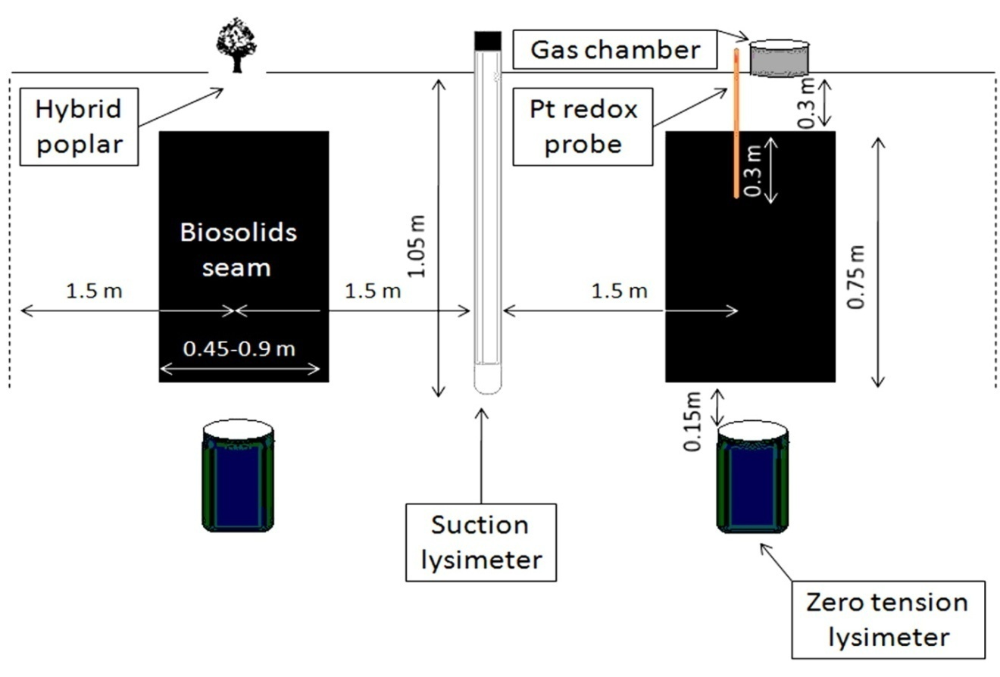 Gas chamber
Hybrid
poplar
Pt redox
probe
0.3 m
0.3 m
Biosolids
seam
1.05 m
0.75 m
1.5 m
1.5 m
1.5 m
0.45-0.9 m
0.15m
Suction
lysimeter
Zero tension
lysimeter